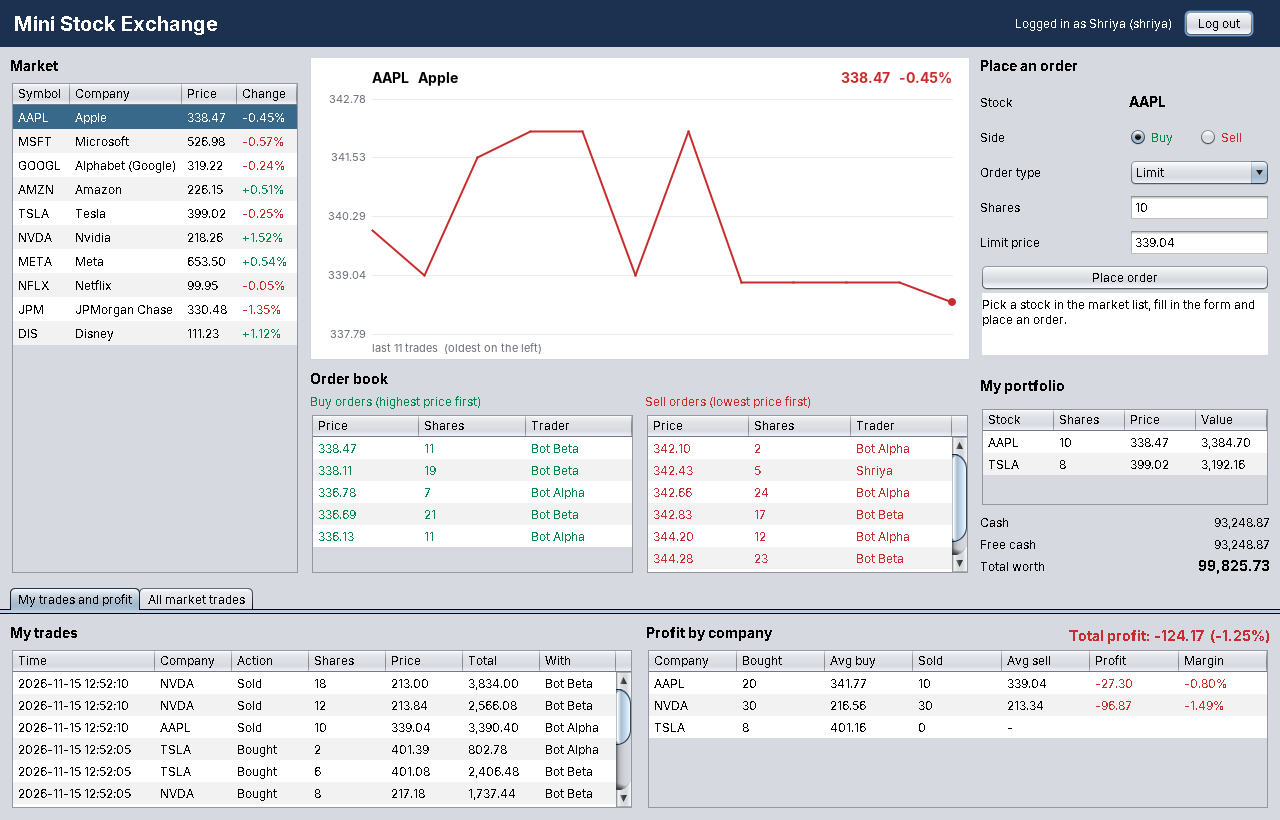 Mini Stock Exchange
Logged in as Shriya (shriya)
Log out
Market
Symbol Company Price Change
AAPL Apple 338.47 -0.45%
MSFT Microsoft 526.98 -0.57%
GOOGL Alphabet (Google) 319.22 -0.24%
AMZN Amazon 226.15 +0.51%
TSLA Tesla 399.02 -0.25%
NVDA Nvidia 218.26 +1.52%
META Meta 653.50 +0.54%
NFLX Netflix 99.95 -0.05%
JPM JPMorgan Chase 330.48 -1.35%
DIS Disney 111.23 +1.12%
AAPL Apple 338.47 -0.45%
342.78
341.53
340.29
339.04
337.79
last 11 trades (oldest on the left)
Order book
Buy orders (highest price first)
Price Shares Trader
338.47 11 Bot Beta
338.11 19 Bot Beta
336.78 7 Bot Alpha
336.69 21 Bot Beta
336.13 11 Bot Alpha
Sell orders (lowest price first)
Price Shares Trader
342.10 2 Bot Alpha
342.43 5 Shriya
342.66 24 Bot Alpha
342.83 17 Bot Beta
344.20 12 Bot Alpha
344.28 23 Bot Beta
Place an order
Stock AAPL
Side Buy Sell
Order type Limit
Shares 10
Limit price 339.04
Place order
Pick a stock in the market list, fill in the form and
place an order.
My portfolio
Stock Shares Price Value
AAPL 10 338.47 3,384.70
TSLA 8 399.02 3,192.16
Cash 93,248.87
Free cash 93,248.87
Total worth 99,825.73
My trades and profit All market trades
My trades
Time Company Action Shares Price Total With
2026-11-15 12:52:10 NVDA Sold 18 213.00 3,834.00 Bot Beta
2026-11-15 12:52:10 NVDA Sold 12 213.84 2,566.08 Bot Beta
2026-11-15 12:52:10 AAPL Sold 10 339.04 3,390.40 Bot Alpha
2026-11-15 12:52:05 TSLA Bought 2 401.39 802.78 Bot Alpha
2026-11-15 12:52:05 TSLA Bought 6 401.08 2,406.48 Bot Beta
2026-11-15 12:52:05 NVDA Bought 8 217.18 1,737.44 Bot Beta
Profit by company
Total profit: -124.17 (-1.25%)
Company Bought Avg buy Sold Avg sell Profit Margin
AAPL 20 341.77 10 339.04 -27.30 -0.80%
NVDA 30 216.56 30 213.34 -96.87 -1.49%
TSLA 8 401.16 0 -